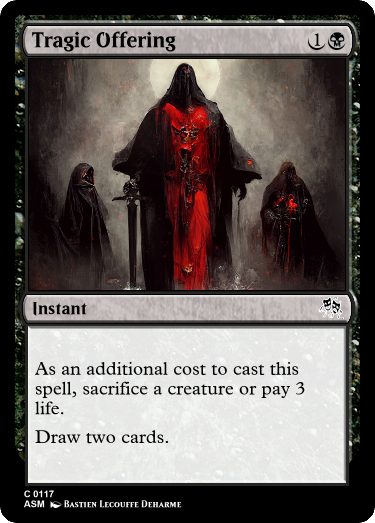 Tragic Offering 1
Instant
As an additional cost to cast this
spell, sacrifice a creature or pay 3
life.
Draw two cards.
C 0117
ASM Bastien Lecouffe Deharme